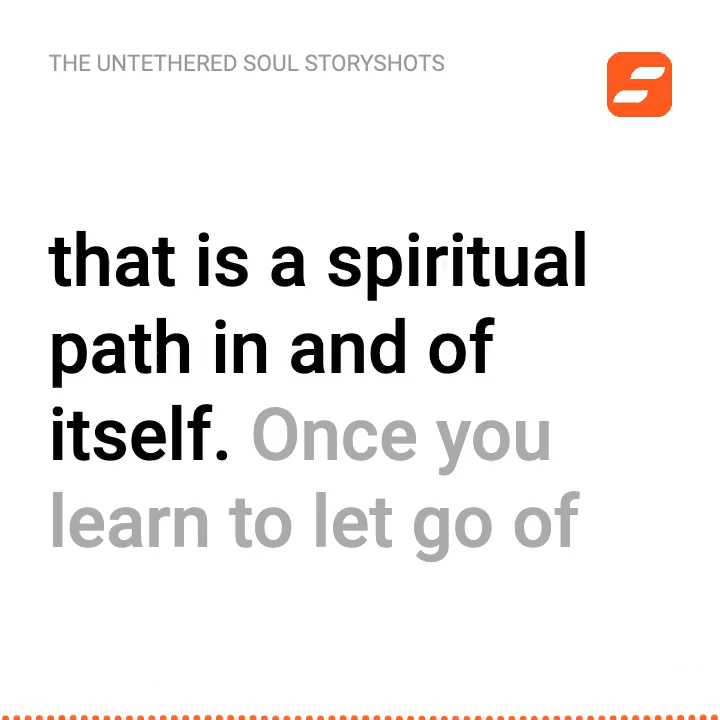 THE UNTETHERED SOUL STORYSHOTS
that is a spiritual
path in and of
itself. Once you
learn to let go of